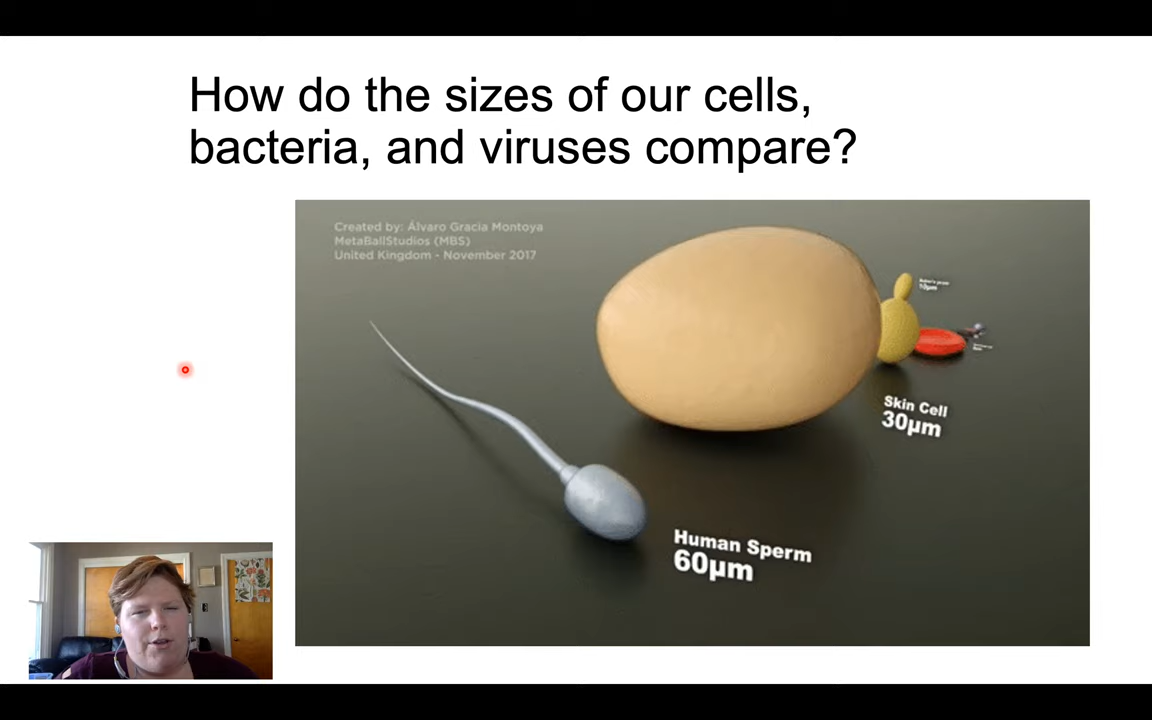 How do the sizes of our cells,
bacteria, and viruses compare?
Created by: Álvaro Gracia Montoya
MetaBallStudios (MBS)
United Kingdom - November 2017
Skin Cell
30µm
Human Sperm
60µm